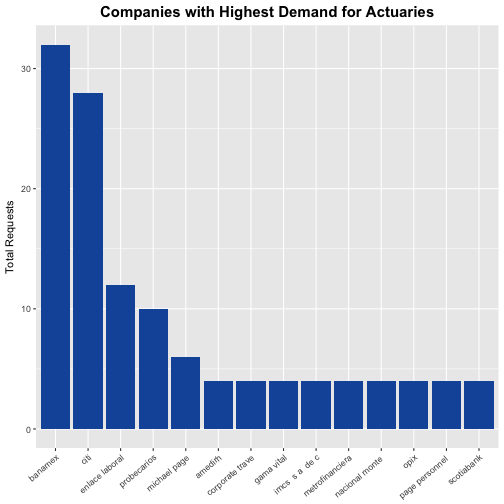 Companies with Highest Demand for Actuaries
Total Requests
30
20
10
0
banamex
citi
enlace laboral
probecarios
michael page
amedirh
corporate trave
gama vital
imcs s a de c
metrofinanciera
nacional monte
opix
page personnel
scotiabank